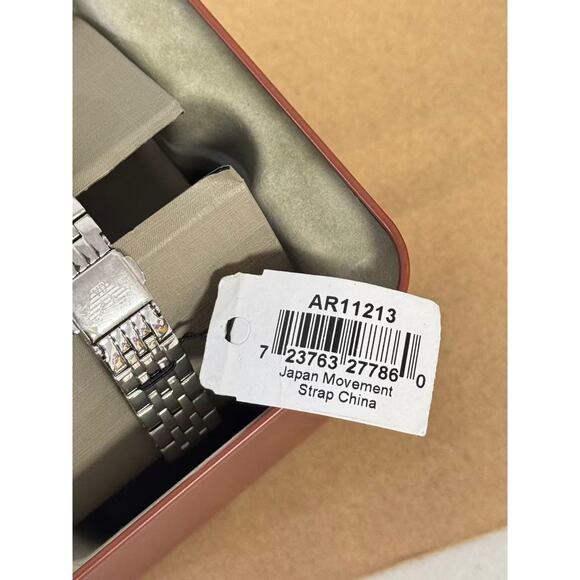 AR11213
7 23763 27786 0
Japan Movement
Strap China